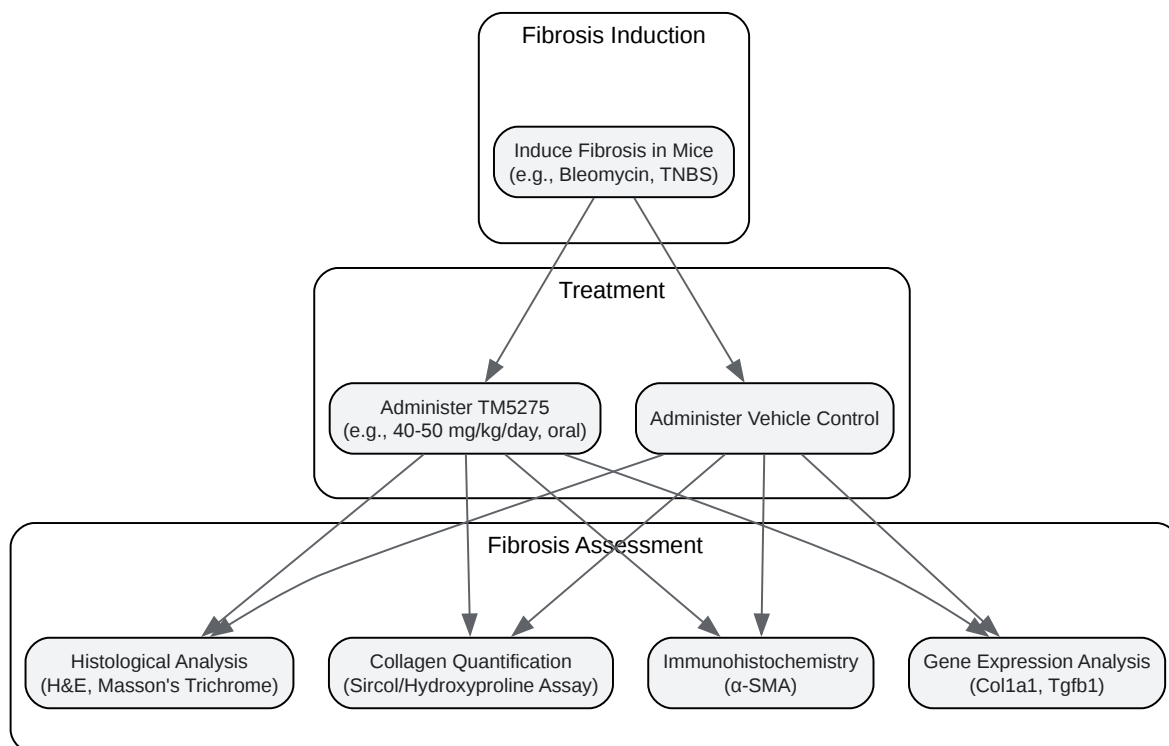 Fibrosis Induction
Induce Fibrosis in Mice
(e.g., Bleomycin, TNBS)
Treatment
Administer TM5275
(e.g., 40-50 mg/kg/day, oral)
Administer Vehicle Control
Fibrosis Assessment
Histological Analysis
(H&E, Masson's Trichrome)
Collagen Quantification
(Sircol/Hydroxyproline Assay)
Immunohistochemistry
(α-SMA)
Gene Expression Analysis
(Col1a1, Tgfb1)